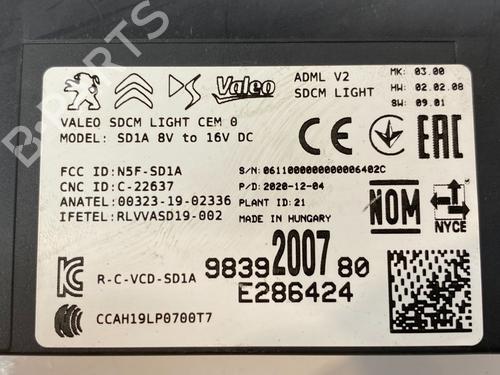 Valeo
ADML V2
SDCM LIGHT
MK: 03.00
HW: 02.02.08
SW: 09.01
VALEO SDCM LIGHT CEM 0
MODEL: SD1A 8V to 16V DC
CE
EAC
FCC ID: N5F-SD1A
CNC ID: C-22637
ANATEL: 00323-19-02336
IFETEL: RLVVASD19-002
S/N: 0611000000000006402C
P/D: 2020-12-04
PLANT ID: 21
MADE IN HUNGARY
NOM
NYCE
R-C-VCD-SD1A
9839200780
E286424
CCAH19LP0700T7
B-PARTS